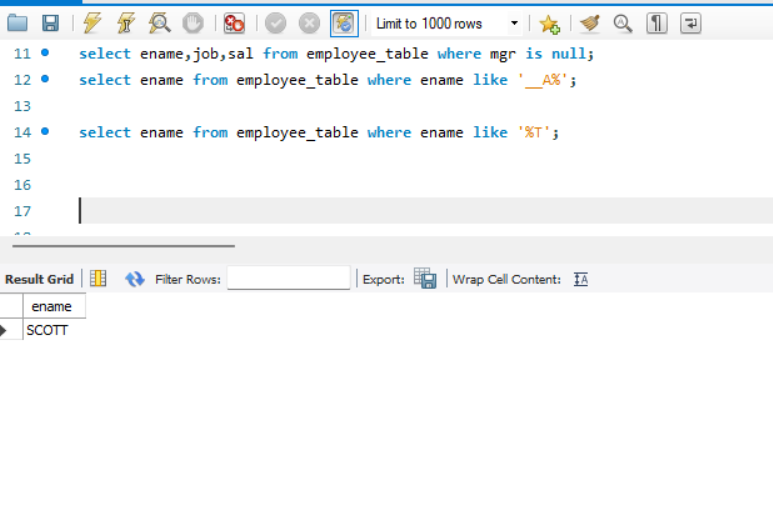 Limit to 1000 rows
11 select ename,job,sal from employee_table where mgr is null;
12 select ename from employee_table where ename like '__A%';
13
14 select ename from employee_table where ename like '%T';
15
16
17
Result Grid Filter Rows: Export: Wrap Cell Content: IA
ename
SCOTT